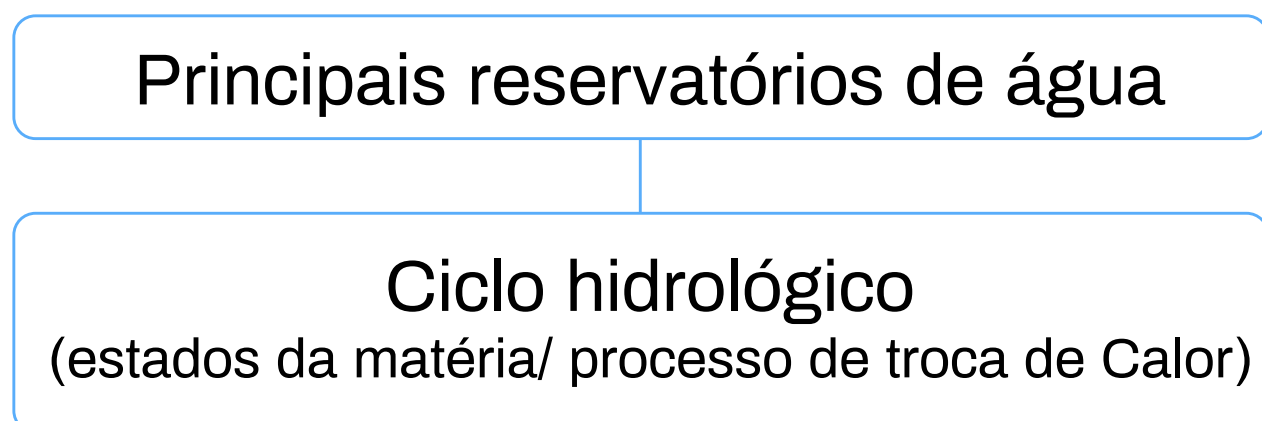 Principais reservatórios de água
Ciclo hidrológico
(estados da matéria/ processo de troca de Calor)